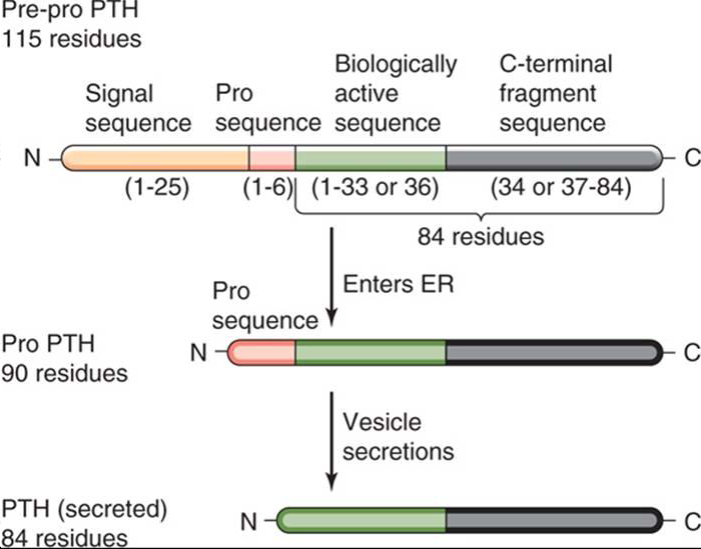 Pre-pro PTH
115 residues
Signal
sequence
Pro
sequence
Biologically
active
sequence
C-terminal
fragment
sequence
N
C
(1-25)
(1-6)
(1-33 or 36)
(34 or 37-84)
84 residues
Enters ER
Pro
sequence
Pro PTH
90 residues
N
C
Vesicle
secretions
PTH (secreted)
84 residues
N
C